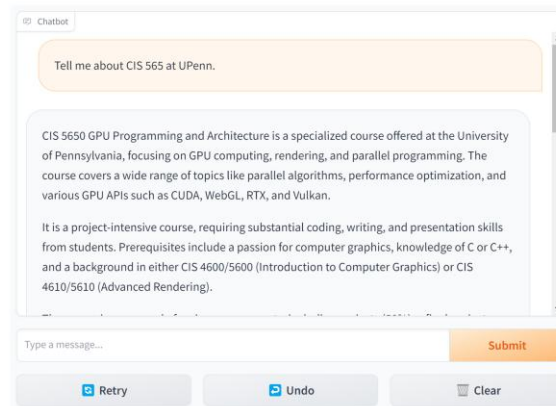 Chatbot
Tell me about CIS 565 at UPenn.
CIS 5650 GPU Programming and Architecture is a specialized course offered at the University
of Pennsylvania, focusing on GPU computing, rendering, and parallel programming. The
course covers a wide range of topics like parallel algorithms, performance optimization, and
various GPU APIs such as CUDA, WebGL, RTX, and Vulkan.
It is a project-intensive course, requiring substantial coding, writing, and presentation skills
from students. Prerequisites include a passion for computer graphics, knowledge of C or C++,
and a background in either CIS 4600/5600 (Introduction to Computer Graphics) or CIS
4610/5610 (Advanced Rendering).
Type a message...
Submit
Retry
Undo
Clear